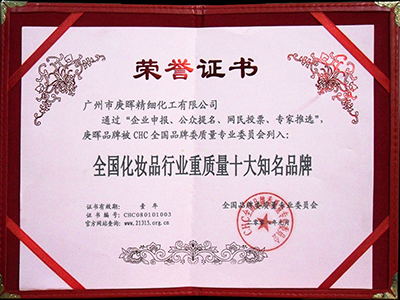 荣誉证书
广州市庚晖精细化工有限公司
通过“企业申报、公众提名、网民投票、专家推选”,
庚晖品牌被CHC全国品牌委质量专业委员会列入:
全国化妆品行业重质量十大知名品牌
证书有效期: 壹年
证书编号: CHC080101003
官方网站查询: www.21315.org.cn
全国品牌委质量专业委员会